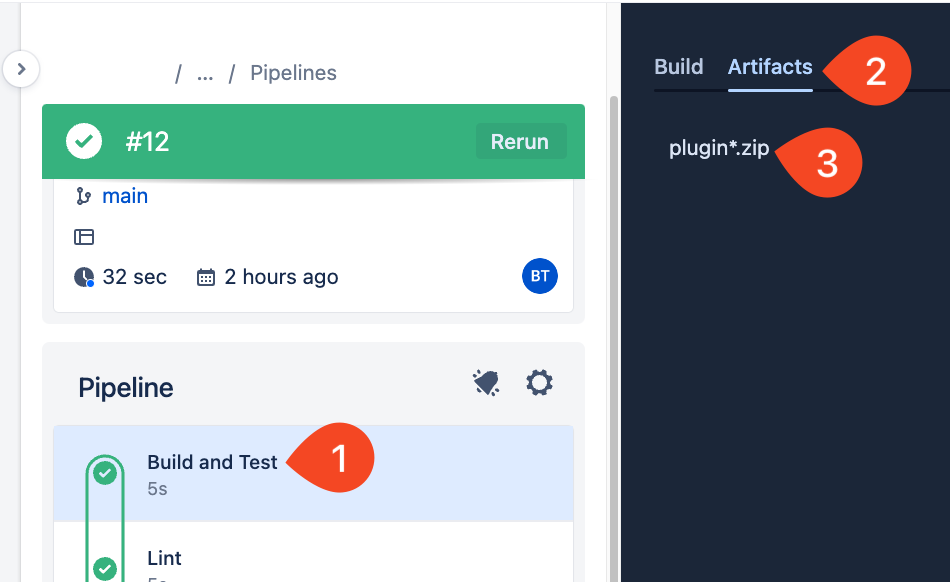 / ... / Pipelines
#12 Rerun
main
32 sec 2 hours ago BT
Pipeline
Build and Test 1
5s
Lint
Build Artifacts 2
plugin*.zip 3